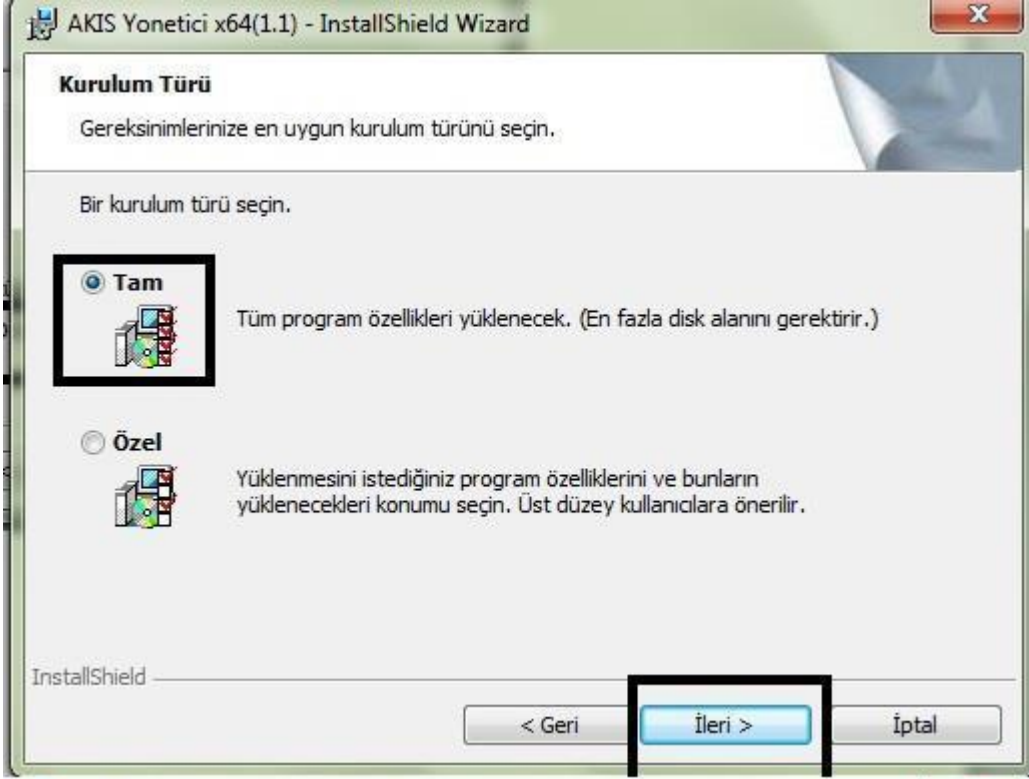 AKIS Yonetici x64(1.1) - InstallShield Wizard
x
Kurulum Türü
Gereksinimlerinize en uygun kurulum türünü seçin.
Bir kurulum türü seçin.
Tam
Tüm program özellikleri yüklenecek. (En fazla disk alanını gerektirir.)
Özel
Yüklenmesini istediğiniz program özelliklerini ve bunların
yüklenecekleri konumu seçin. Üst düzey kullanıcılara önerilir.
InstallShield
< Geri
İleri >
İptal